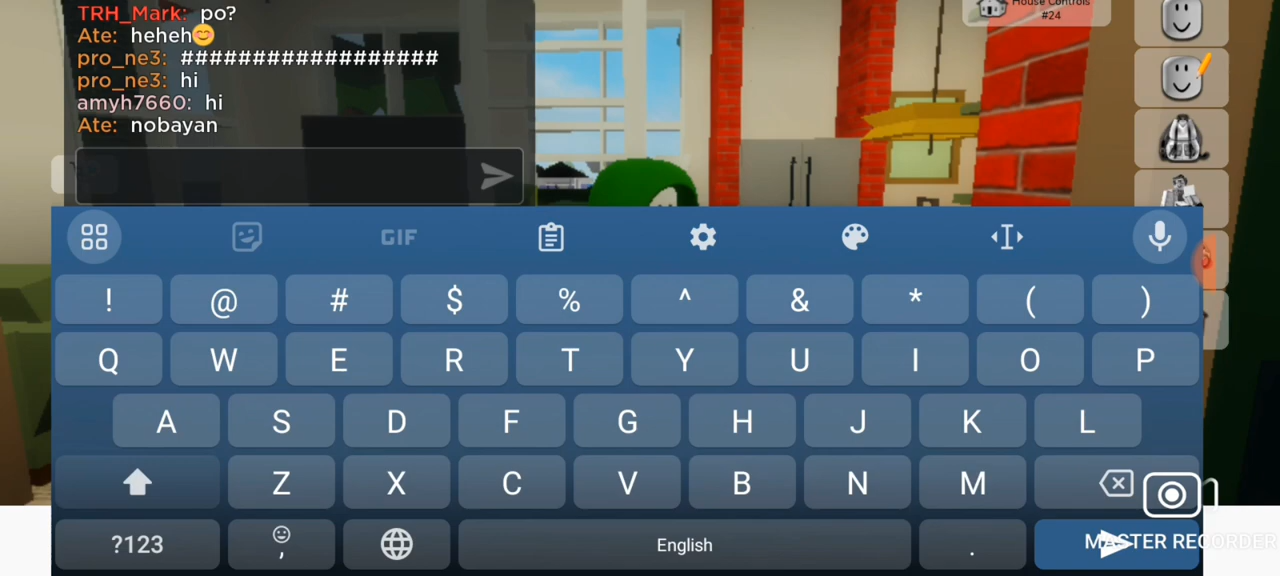 TRH_Mark: po?
Ate: heheh😊
pro_ne3: ##################
pro_ne3: hi
amyh7660: hi
Ate: nobayan
House Controls
#24
GIF
! @ # $ % ^ & * ( )
Q W E R T Y U I O P
A S D F G H J K L
Z X C V B N M
?123 , English .
MASTER RECORDER